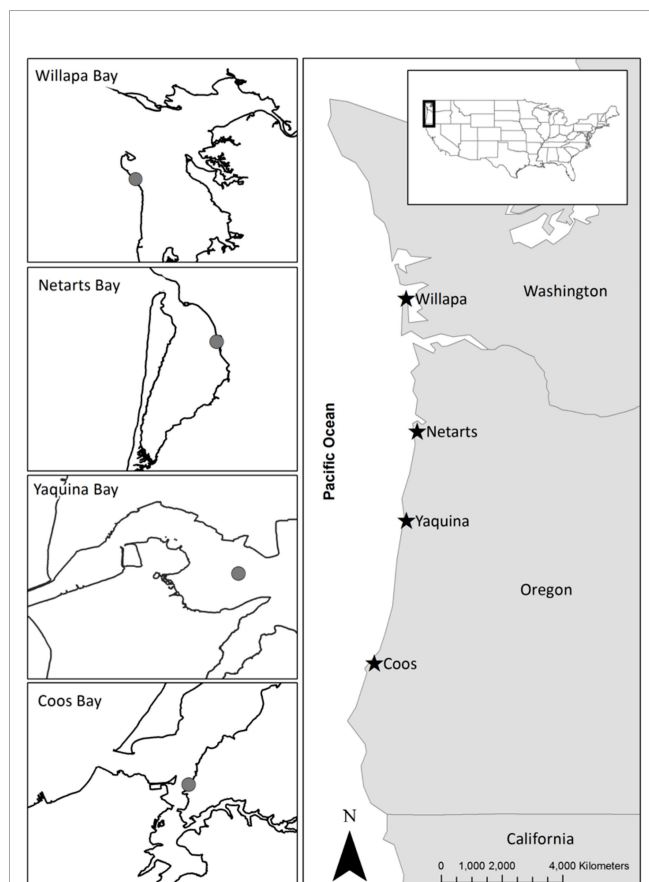 Willapa Bay
Netarts Bay
Yaquina Bay
Coos Bay
Willapa
Washington
Netarts
Pacific Ocean
Yaquina
Oregon
Coos
N
California
0 1,000 2,000 4,000 Kilometers